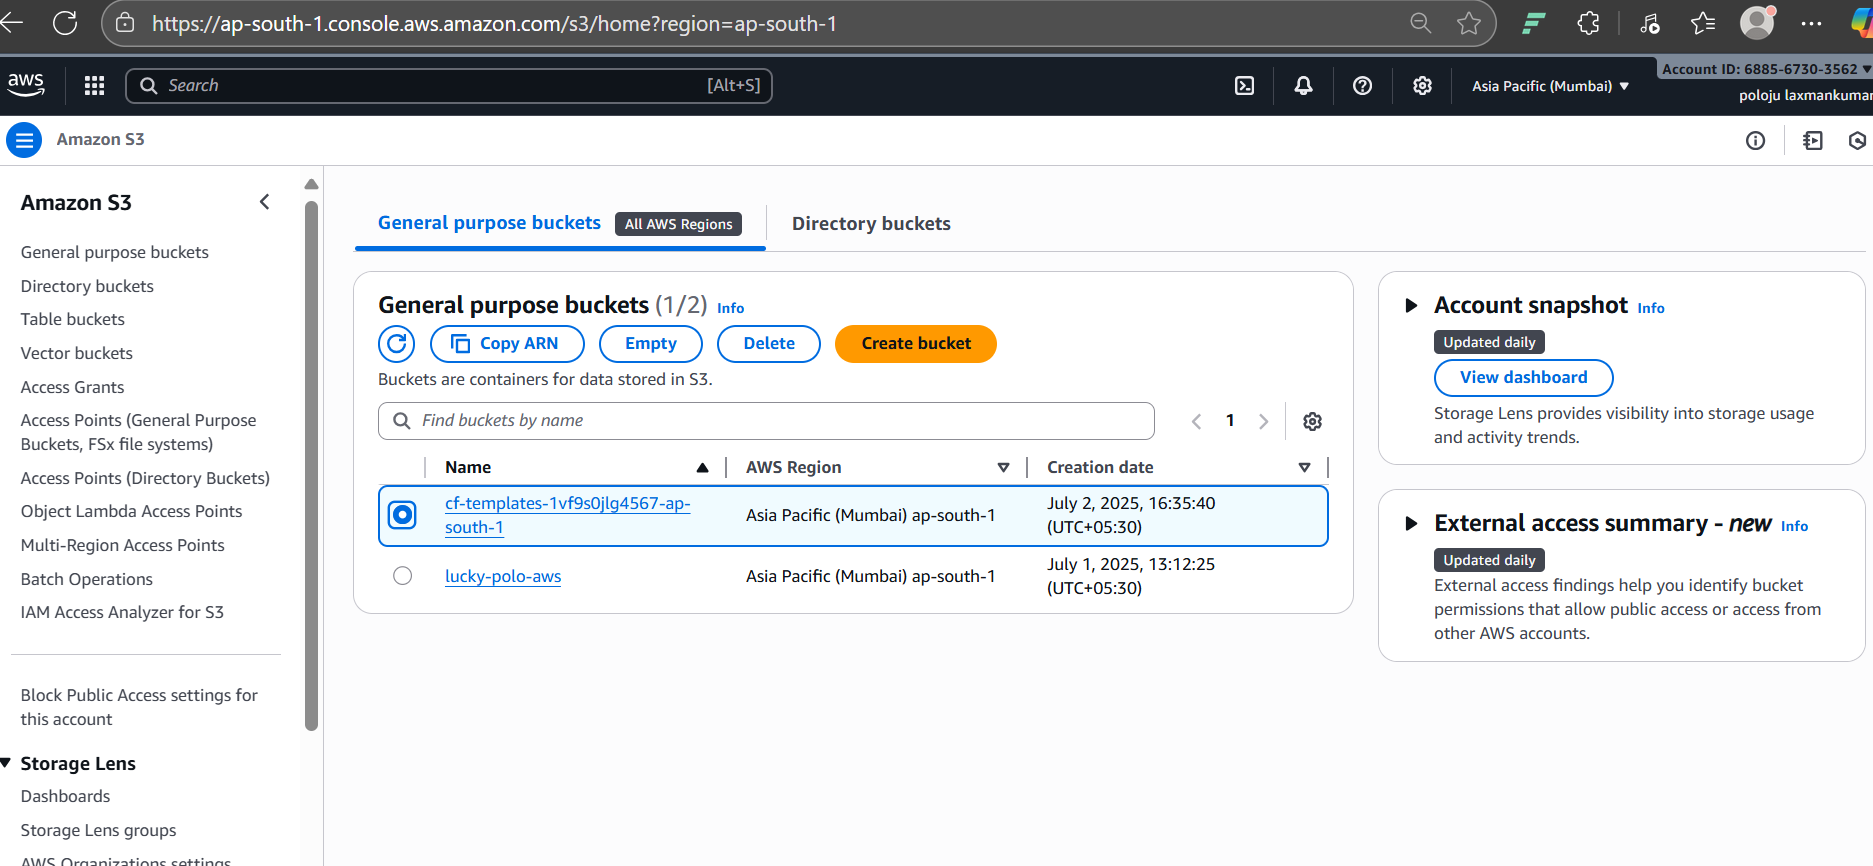 https://ap-south-1.console.aws.amazon.com/s3/home?region=ap-south-1
aws
Search
[Alt+S]
Asia Pacific (Mumbai)
Account ID: 6885-6730-3562
poloju laxmankumar
Amazon S3
Amazon S3
General purpose buckets
Directory buckets
Table buckets
Vector buckets
Access Grants
Access Points (General Purpose
Buckets, FSx file systems)
Access Points (Directory Buckets)
Object Lambda Access Points
Multi-Region Access Points
Batch Operations
IAM Access Analyzer for S3
Block Public Access settings for
this account
Storage Lens
Dashboards
Storage Lens groups
AWS Organizations settings
General purpose buckets
All AWS Regions
Directory buckets
General purpose buckets (1/2) Info
Copy ARN
Empty
Delete
Create bucket
Buckets are containers for data stored in S3.
Find buckets by name
1
Name
AWS Region
Creation date
cf-templates-1vf9s0jlg4567-ap-
south-1
Asia Pacific (Mumbai) ap-south-1
July 2, 2025, 16:35:40
(UTC+05:30)
lucky-polo-aws
Asia Pacific (Mumbai) ap-south-1
July 1, 2025, 13:12:25
(UTC+05:30)
Account snapshot Info
Updated daily
View dashboard
Storage Lens provides visibility into storage usage
and activity trends.
External access summary - new Info
Updated daily
External access findings help you identify bucket
permissions that allow public access or access from
other AWS accounts.